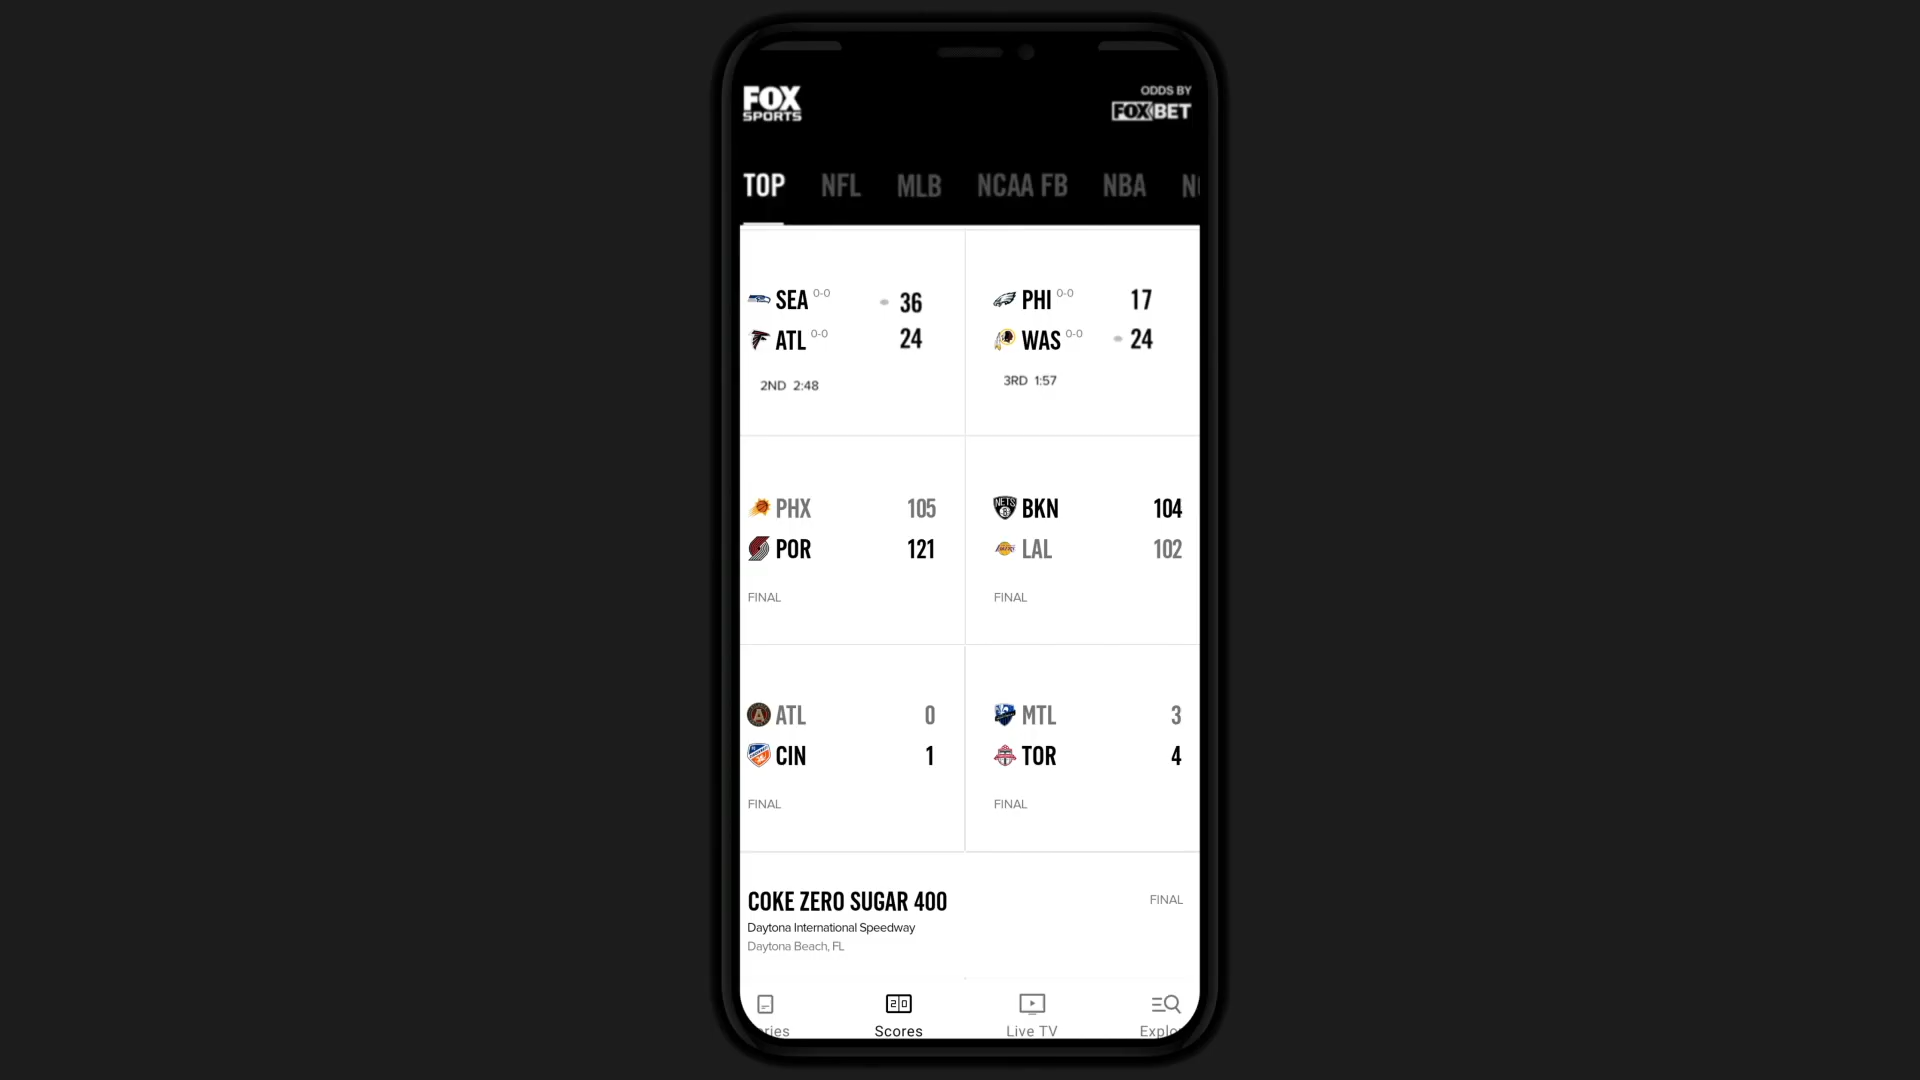 FOX
SPORTS
ODDS BY
FOX BET
TOP NFL MLB NCAA FB NBA
SEA 0-0 36
ATL 0-0 24
2ND 2:48
PHI 0-0 17
WAS 0-0 24
3RD 1:57
PHX 105
POR 121
FINAL
BKN 104
LAL 102
FINAL
ATL 0
CIN 1
FINAL
MTL 3
TOR 4
FINAL
COKE ZERO SUGAR 400 FINAL
Daytona International Speedway
Daytona Beach, FL
Scores Live TV